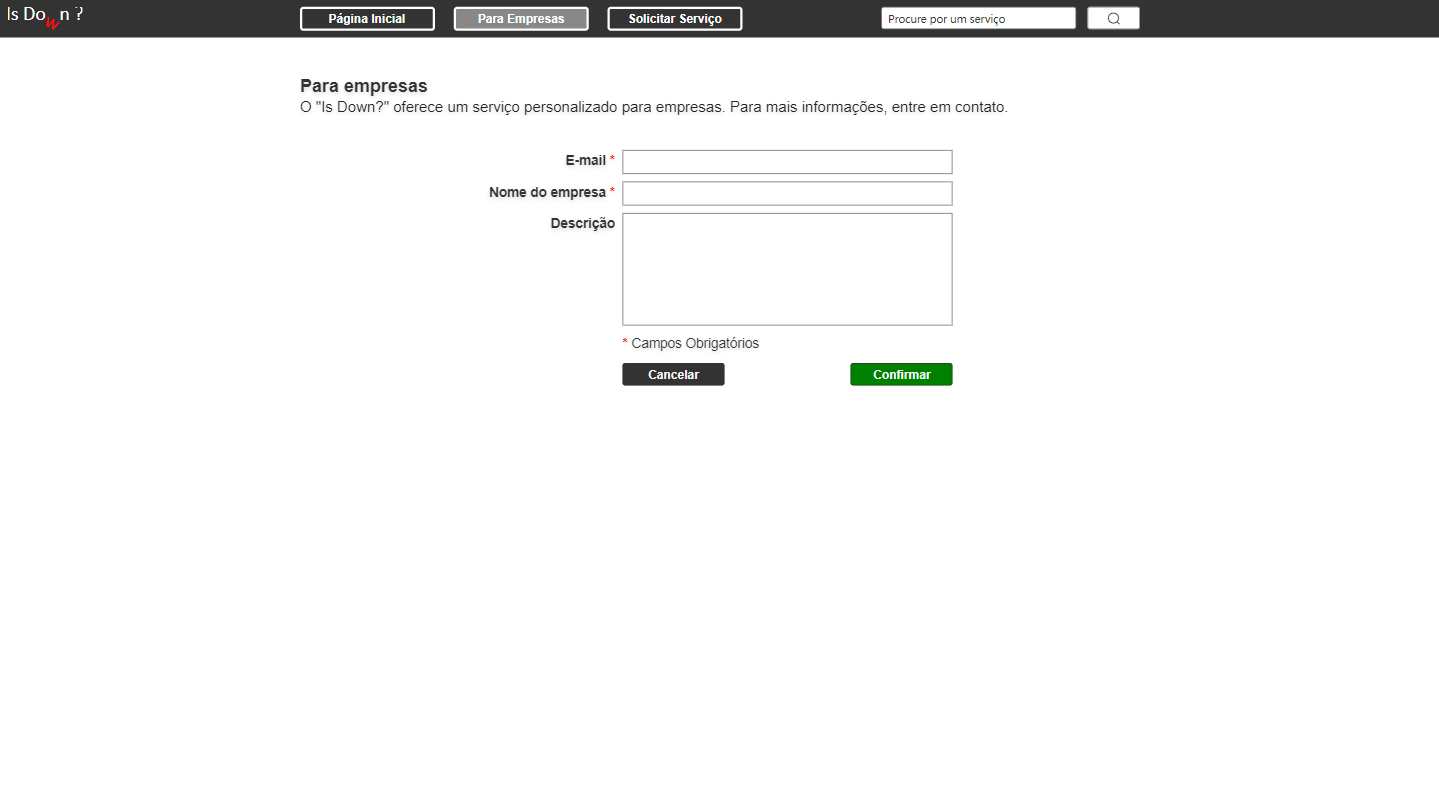 Is Down ?
Página Inicial
Para Empresas
Solicitar Serviço
Procure por um serviço
Para empresas
O "Is Down?" oferece um serviço personalizado para empresas. Para mais informações, entre em contato.
E-mail *
Nome do empresa *
Descrição
* Campos Obrigatórios
Cancelar
Confirmar